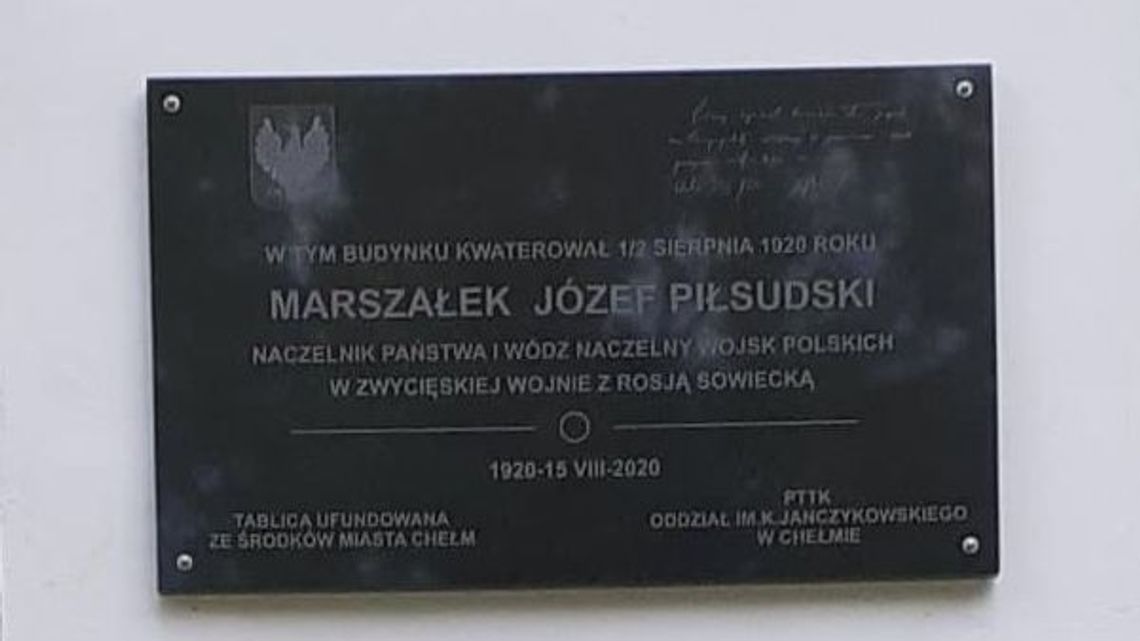 W TYM BUDYNKU KWATEROWAŁ 1/2 SIERPNIA 1920 ROKU
MARSZAŁEK JÓZEF PIŁSUDSKI
NACZELNIK PAŃSTWA I WÓDZ NACZELNY WOJSK POLSKICH
W ZWYCIĘSKIEJ WOJNIE Z ROSJĄ SOWIECKĄ
1920-15 VIII-2020
TABLICA UFUNDOWANA
ZE ŚRODKÓW MIASTA CHEŁM
PTTK
ODDZIAŁ IM.K.JANCZYKOWSKIEGO
W CHEŁMIE